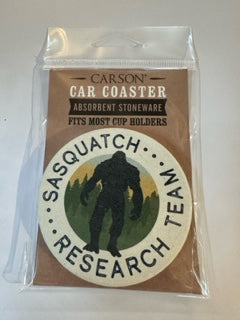 CARSON®
CAR COASTER
ABSORBENT STONEWARE
FITS MOST CUP HOLDERS
SASQUATCH
RESEARCH TEAM